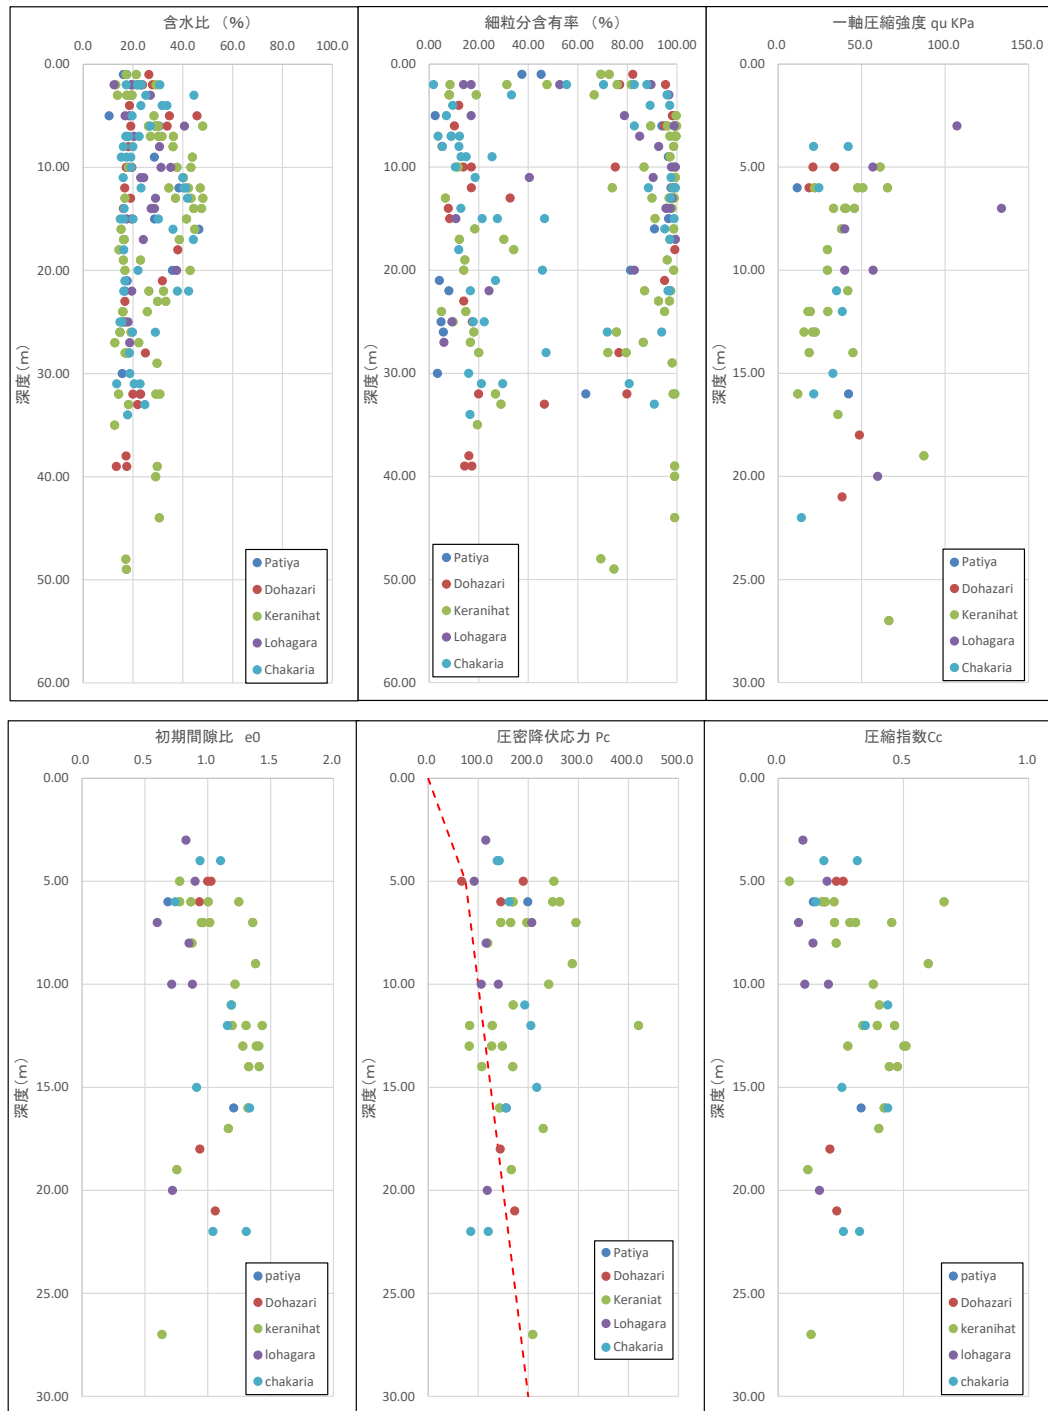 含水比 (%)
0.0 20.0 40.0 60.0 80.0 100.0
0.00
10.00
20.00
30.00
40.00
50.00
60.00
深度(m)
Patiya
Dohazari
Keranihat
Lohagara
Chakaria
細粒分含有率 (%)
0.00 20.00 40.00 60.00 80.00 100.00
0.00
10.00
20.00
30.00
40.00
50.00
60.00
深度(m)
Patiya
Dohazari
Keranihat
Lohagara
Chakaria
一軸圧縮強度 qu KPa
0.0 50.0 100.0 150.0
0.00
5.00
10.00
15.00
20.00
25.00
30.00
深度(m)
Patiya
Dohazari
Keranihat
Lohagara
Chakaria
初期間隙比 e0
0.0 0.5 1.0 1.5 2.0
0.00
5.00
10.00
15.00
20.00
25.00
30.00
深度(m)
patiya
Dohazari
keranihat
lohagara
chakaria
圧密降伏応力 Pc
0.0 100.0 200.0 300.0 400.0 500.0
0.00
5.00
10.00
15.00
20.00
25.00
30.00
深度(m)
Patiya
Dohazari
Keraniat
Lohagara
Chakaria
圧縮指数Cc
0.0 0.5 1.0
0.00
5.00
10.00
15.00
20.00
25.00
30.00
深度(m)
patiya
Dohazari
keranihat
lohagara
chakaria